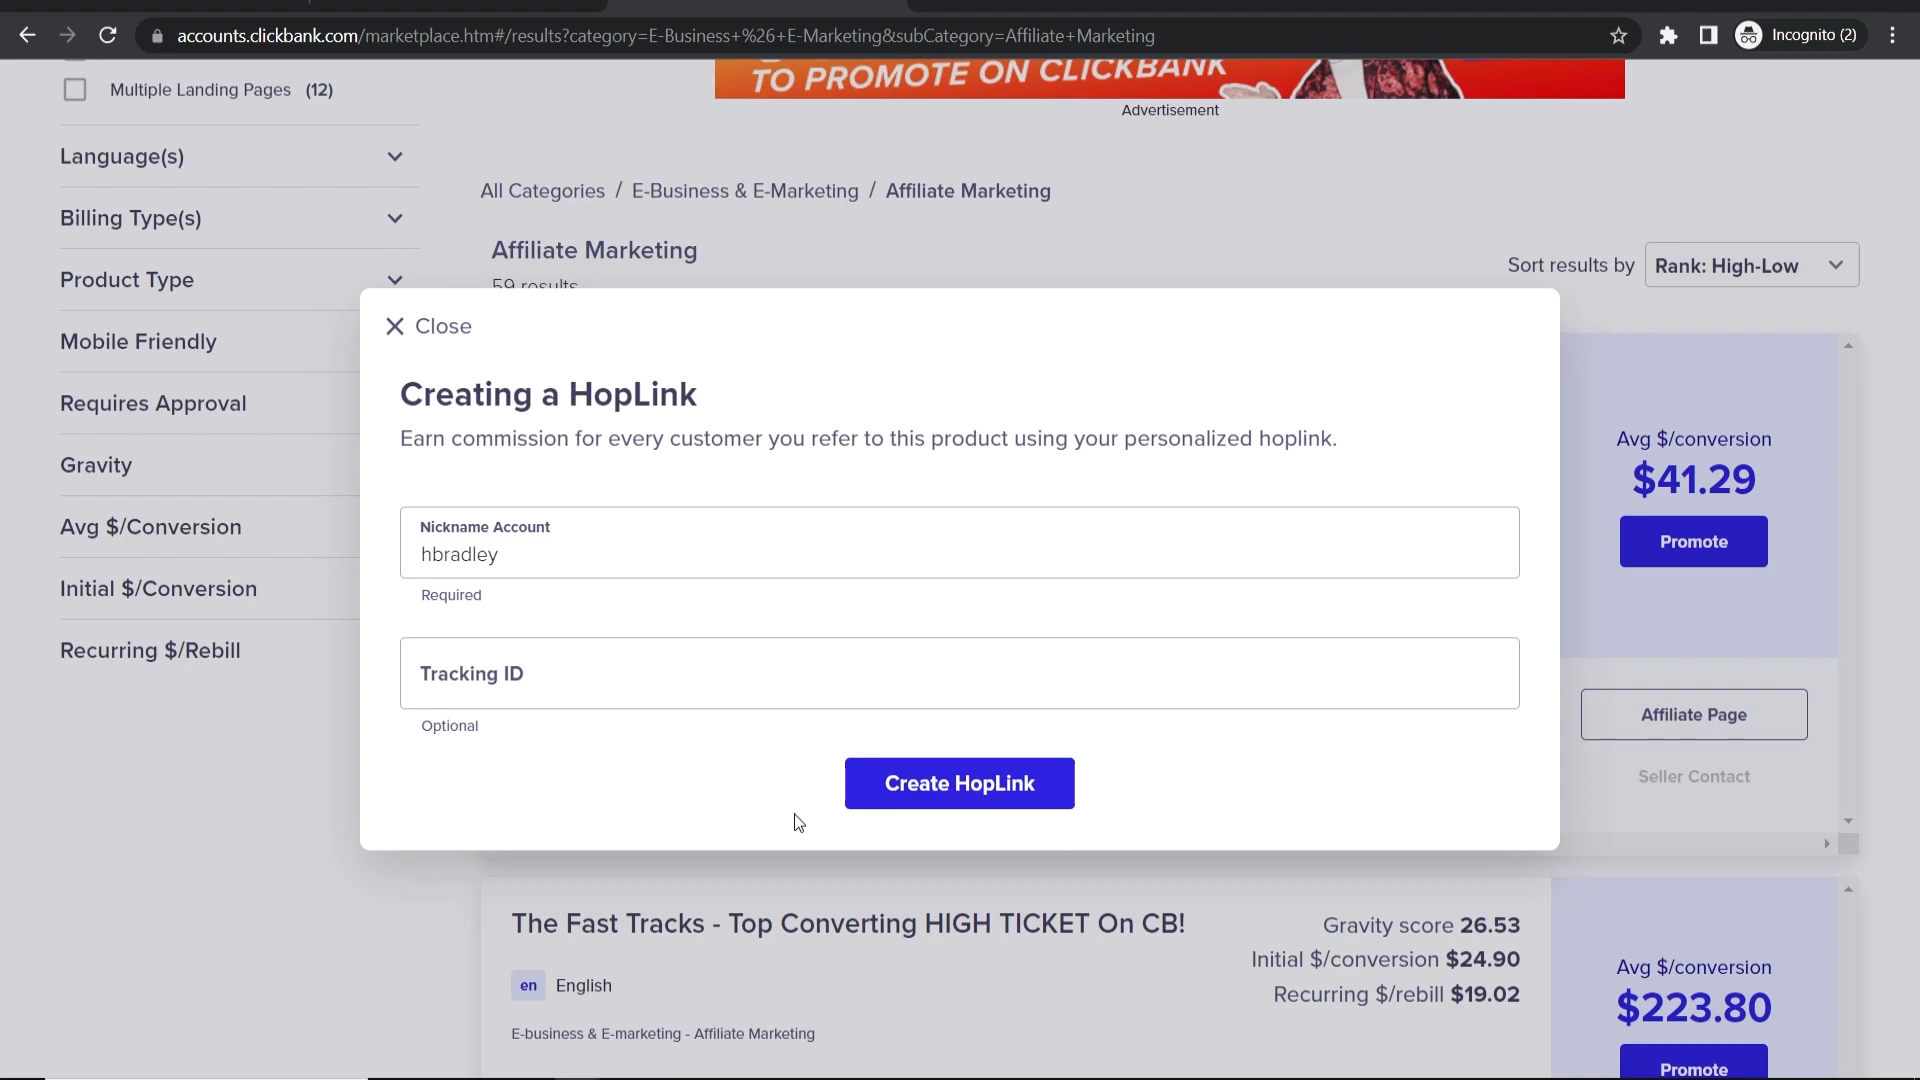 accounts.clickbank.com/marketplace.htm#/results?category=E-Business+%26+E-Marketing&subCategory=Affiliate+Marketing
Incognito (2)
TO PROMOTE ON CLICKBANK
Advertisement
Multiple Landing Pages (12)
Language(s)
Billing Type(s)
Product Type
Mobile Friendly
Requires Approval
Gravity
Avg $/Conversion
Initial $/Conversion
Recurring $/Rebill
All Categories / E-Business & E-Marketing / Affiliate Marketing
Affiliate Marketing
59 results
Sort results by Rank: High-Low
Close
Creating a HopLink
Earn commission for every customer you refer to this product using your personalized hoplink.
Nickname Account
hbradley
Required
Tracking ID
Optional
Create HopLink
Avg $/conversion
$41.29
Promote
Affiliate Page
Seller Contact
The Fast Tracks - Top Converting HIGH TICKET On CB!
en English
E-business & E-marketing - Affiliate Marketing
Gravity score 26.53
Initial $/conversion $24.90
Recurring $/rebill $19.02
Avg $/conversion
$223.80
Promote